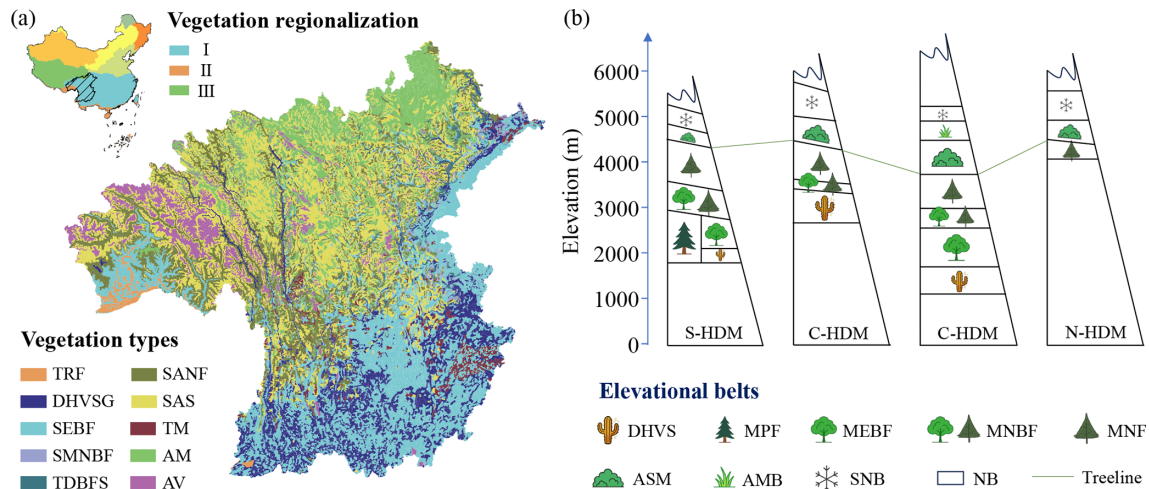 (a)
Vegetation regionalization
I
II
III
Vegetation types
TRF
SANF
DHVSG
SAS
SEBF
TM
SMNBF
AM
TDBFS
AV
(b)
Elevation (m)
6000
5000
4000
3000
2000
1000
0
S-HDM
C-HDM
C-HDM
N-HDM
Elevational belts
DHVS
MPF
MEBF
MNBF
MNF
ASM
AMB
SNB
NB
Treeline